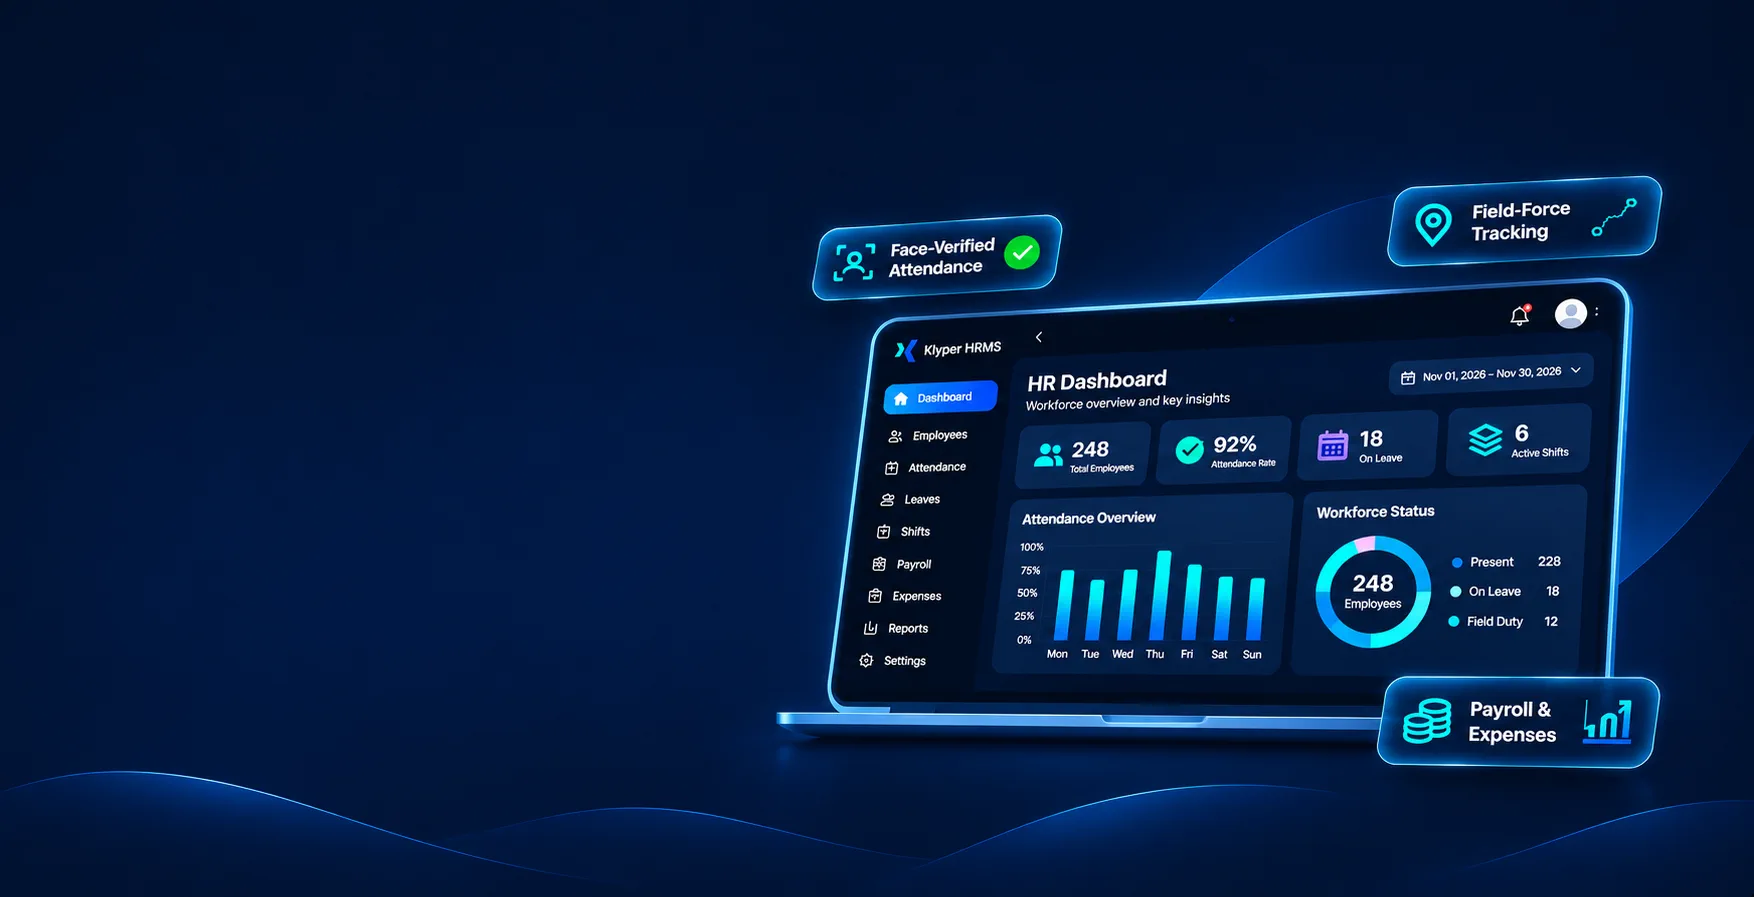 Face-Verified
Attendance
Field-Force
Tracking
Klyper HRMS
Dashboard
Employees
Attendance
Leaves
Shifts
Payroll
Expenses
Reports
Settings
HR Dashboard
Workforce overview and key insights
Nov 01, 2026 – Nov 30, 2026
248
Total Employees
92%
Attendance Rate
18
On Leave
6
Active Shifts
Attendance Overview
100%
75%
50%
25%
0%
Mon Tue Wed Thu Fri Sat Sun
Workforce Status
248
Employees
Present 228
On Leave 18
Field Duty 12
Payroll &
Expenses